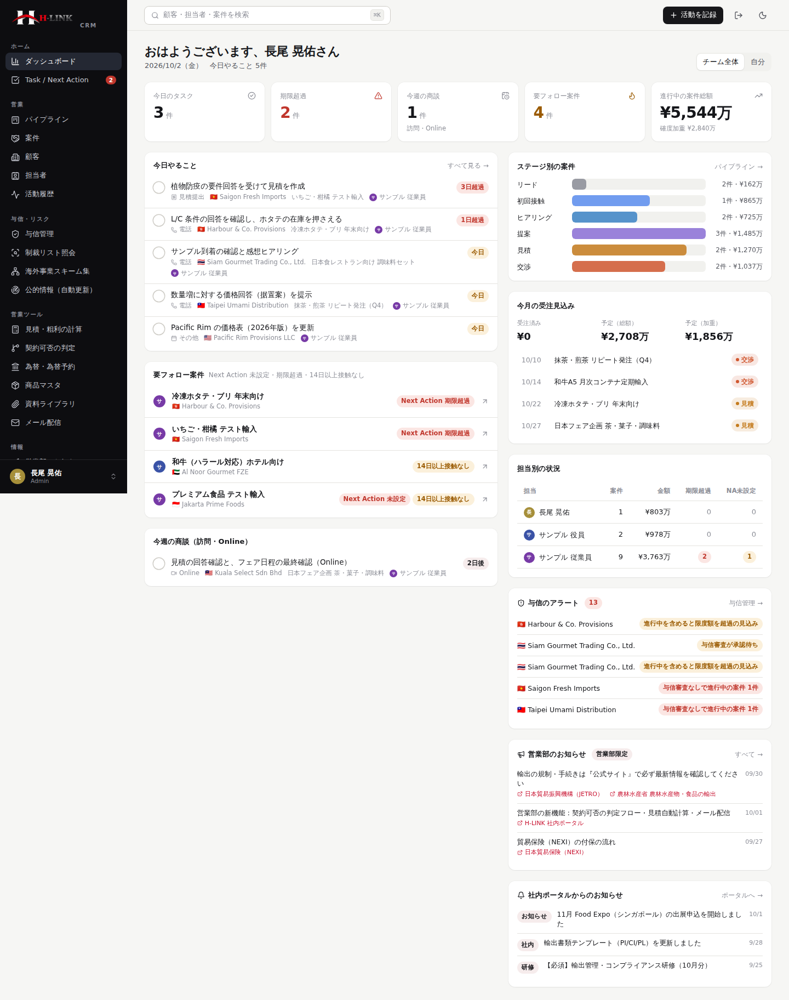 H-LINK
CRM
ホーム
ダッシュボード
Task / Next Action 2
営業
パイプライン
案件
顧客
担当者
活動履歴
与信・リスク
与信管理
制裁リスト照会
海外事業スキーム集
公的情報（自動更新）
営業ツール
見積・粗利の計算
契約可否の判定
為替・為替予約
商品マスタ
資料ライブラリ
メール配信
情報
長 長尾 晃佑
Admin
顧客・担当者・案件を検索 ⌘K
活動を記録
おはようございます、長尾 晃佑さん
2026/10/2（金） 今日やること 5件
チーム全体 自分
今日のタスク
3 件
期限超過
2 件
今週の商談
1 件
訪問・Online
要フォロー案件
4 件
進行中の案件総額
¥5,544万
確度加重 ¥2,840万
今日やること すべて見る →
植物防疫の要件回答を受けて見積を作成 3日超過
見積提出 Saigon Fresh Imports いちご・柑橘 テスト輸入 サ サンプル 従業員
L/C 条件の回答を確認し、ホタテの在庫を押さえる 1日超過
電話 Harbour & Co. Provisions 冷凍ホタテ・ブリ 年末向け サ サンプル 従業員
サンプル到着の確認と感想ヒアリング 今日
電話 Siam Gourmet Trading Co., Ltd. 日本食レストラン向け 調味料セット
サ サンプル 従業員
数量増に対する価格回答（据置案）を提示 今日
電話 Taipei Umami Distribution 抹茶・煎茶 リピート発注（Q4） サ サンプル 従業員
Pacific Rim の価格表（2026年版）を更新 今日
その他 Pacific Rim Provisions LLC サ サンプル 従業員
要フォロー案件 Next Action 未設定・期限超過・14日以上接触なし
サ 冷凍ホタテ・ブリ 年末向け Next Action 期限超過
Harbour & Co. Provisions
サ いちご・柑橘 テスト輸入 Next Action 期限超過
Saigon Fresh Imports
サ 和牛（ハラール対応）ホテル向け 14日以上接触なし
Al Noor Gourmet FZE
サ プレミアム食品 テスト輸入 Next Action 未設定 14日以上接触なし
Jakarta Prime Foods
今週の商談（訪問・Online）
見積の回答確認と、フェア日程の最終確認（Online） 2日後
Online Kuala Select Sdn Bhd 日本フェア企画 茶・菓子・調味料 サ サンプル 従業員
ステージ別の案件 パイプライン →
リード 2件・¥162万
初回接触 1件・¥865万
ヒアリング 2件・¥725万
提案 3件・¥1,485万
見積 2件・¥1,270万
交渉 2件・¥1,037万
今月の受注見込み
受注済み 予定（総額） 予定（加重）
¥0 ¥2,708万 ¥1,856万
10/10 抹茶・煎茶 リピート発注（Q4） 交渉
10/14 和牛A5 月次コンテナ定期輸入 交渉
10/22 冷凍ホタテ・ブリ 年末向け 見積
10/27 日本フェア企画 茶・菓子・調味料 見積
担当別の状況
担当 案件 金額 期限超過 NA未設定
長 長尾 晃佑 1 ¥803万 0 0
サ サンプル 役員 2 ¥978万 0 0
サ サンプル 従業員 9 ¥3,763万 2 1
与信のアラート 13 与信管理 →
Harbour & Co. Provisions 進行中を含めると限度額を超過の見込み
Siam Gourmet Trading Co., Ltd. 与信審査が承認待ち
Siam Gourmet Trading Co., Ltd. 進行中を含めると限度額を超過の見込み
Saigon Fresh Imports 与信審査なしで進行中の案件 1件
Taipei Umami Distribution 与信審査なしで進行中の案件 1件
営業部のお知らせ 営業部限定 すべて →
輸出の規制・手続きは『公式サイト』で必ず最新情報を確認してくださ 09/30
い
日本貿易振興機構（JETRO） 農林水産省 農林水産物・食品の輸出
営業部の新機能：契約可否の判定フロー・見積自動計算・メール配信 10/01
H-LINK 社内ポータル
貿易保険（NEXI）の付保の流れ 09/27
日本貿易保険（NEXI）
社内ポータルからのお知らせ ポータルへ →
お知らせ 11月 Food Expo（シンガポール）の出展申込を開始しまし 10/1
た
社内 輸出書類テンプレート（PI/CI/PL）を更新しました 9/28
研修 【必須】輸出管理・コンプライアンス研修（10月分） 9/25